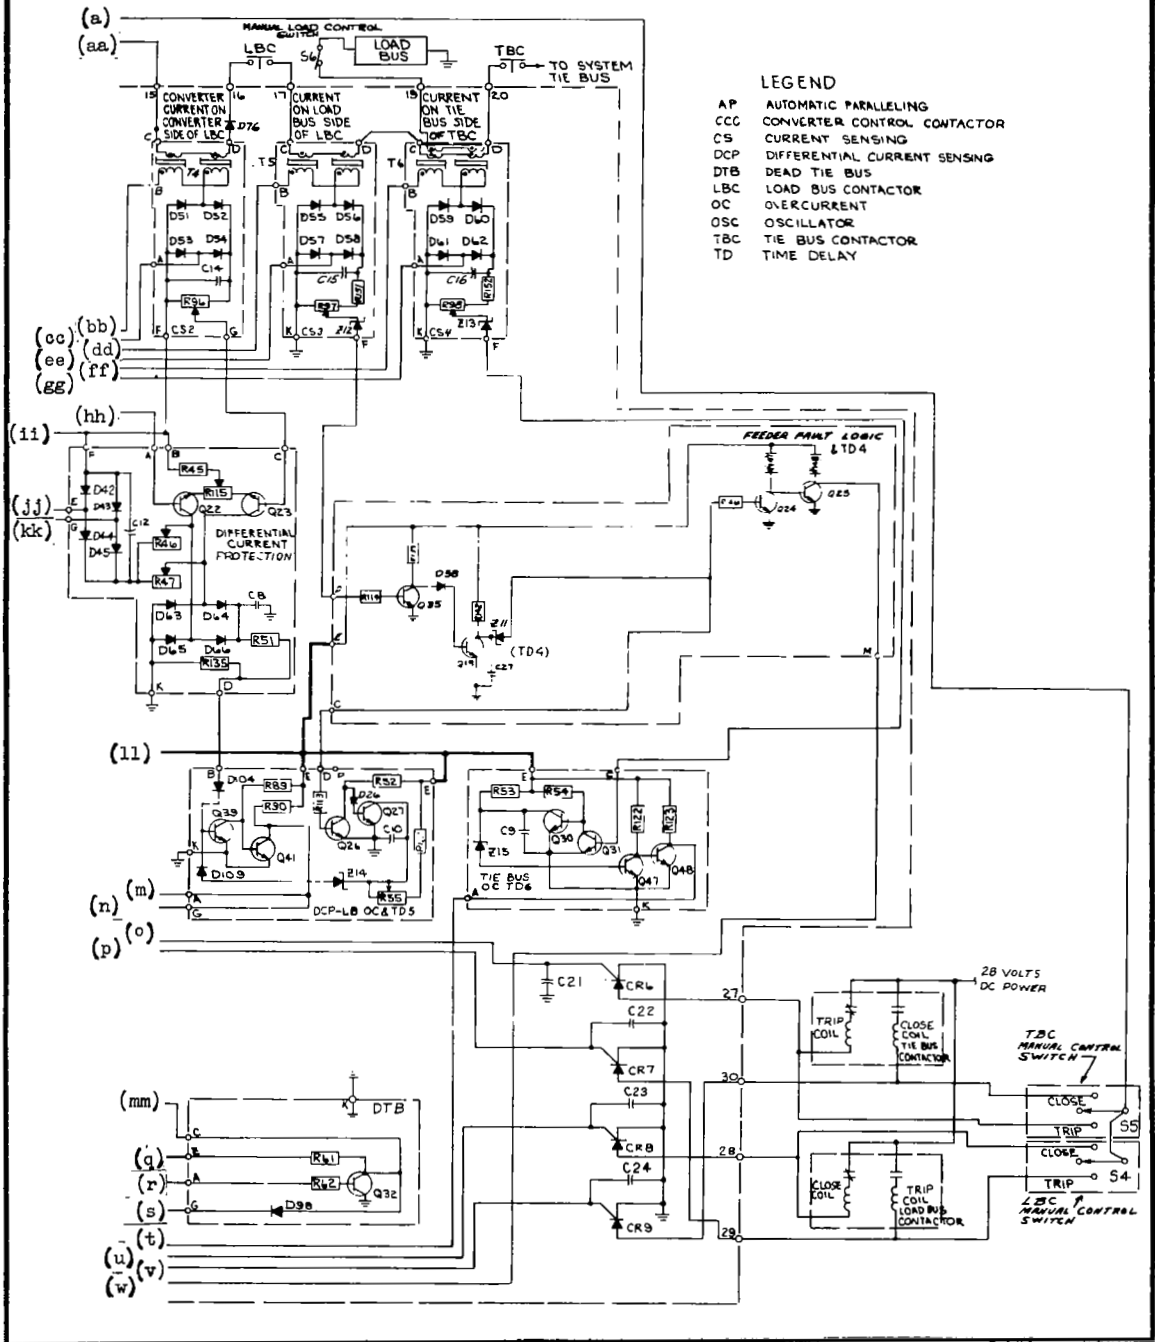 (a)
(aa)
MANUAL LOAD CONTROL
SWITCH
LBC
S6
LOAD
BUS
TBC
TO SYSTEM
TIE BUS
LEGEND
AP AUTOMATIC PARALLELING
CCC CONVERTER CONTROL CONTACTOR
CS CURRENT SENSING
DCP DIFFERENTIAL CURRENT SENSING
DTB DEAD TIE BUS
LBC LOAD BUS CONTACTOR
OC OVERCURRENT
OSC OSCILLATOR
TBC TIE BUS CONTACTOR
TD TIME DELAY
15 16 17 19 20
CONVERTER
CURRENT ON
CONVERTER
SIDE OF LBC
D76
CURRENT
ON LOAD
BUS SIDE
OF LBC
CURRENT
ON TIE
BUS SIDE
OF TBC
C D C D C D
T4 T5 T6
B B B
D51 D52 D55 D56 D59 D60
D53 D54 D57 D58 D61 D62
A A A
C14 C15 C16
R96 R97 R151 R98 R152
F CS2 G K CS3 Z12 F K CS4 Z13 F
(bb)
(cc)
(dd)
(ee)
(ff)
(gg)
(hh)
(ii)
F A B C
R45
R115
E D42 D43
(jj)
G
(kk)
D44 D45
C12
Q22 Q23
R46
R47
DIFFERENTIAL
CURRENT
PROTECTION
D63 D64 C8
D65 D66 R51
R135
K D
FEEDER FAULT LOGIC
& TD4
Q24 Q25
D98
F
Q35
Z11
(TD4)
C27
E
C
M
(ll)
B D104 E D P E
R89
R90
R52
D26
Q27
Q39
Q41
Q26
C10
K
D109
Z14
R55
A
G
DCP-LB OC & TD5
(m)
(n)
(o)
(p)
E
R53 R54
R122 R123
C9
Q30
Q31
Z15
Q47 Q48
TIE BUS
OC TD6
A
K
C21
CR6
C22
CR7
C23
CR8
C24
CR9
27
30
28
29
28 VOLTS
DC POWER
TRIP
COIL
CLOSE
COIL
TIE BUS
CONTACTOR
TBC
MANUAL CONTROL
SWITCH
CLOSE
TRIP
S5
CLOSE
TRIP
S4
LBC
MANUAL CONTROL
SWITCH
CLOSE
COIL
TRIP
COIL
LOAD BUS
CONTACTOR
(mm)
K DTB
C
(q)
E R61
(r)
A R62
Q32
(s)
G D98
(t)
(u)
(v)
(w)